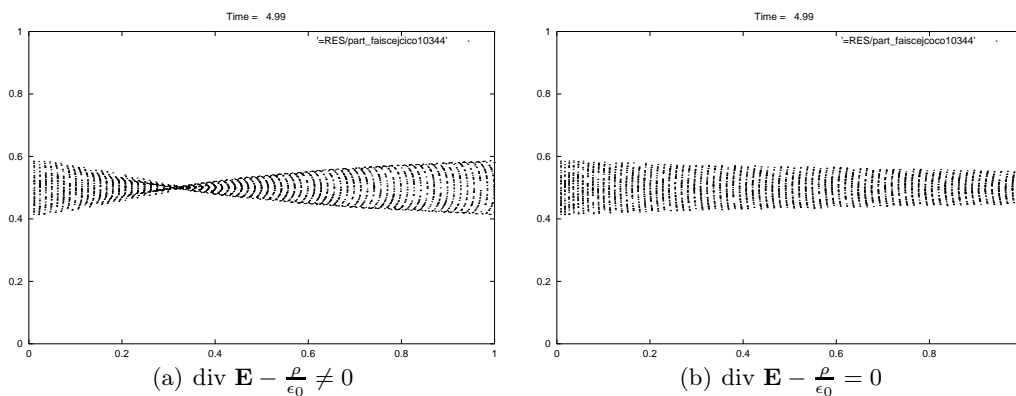 Time = 4.99
'=RES/part_faiscejcico10344'
1
0.8
0.6
0.4
0.2
0
0 0.2 0.4 0.6 0.8 1
(a) div E − ρ/ϵ₀ ≠ 0
Time = 4.99
'=RES/part_faiscejcoco10344'
1
0.8
0.6
0.4
0.2
0
0 0.2 0.4 0.6 0.8
(b) div E − ρ/ϵ₀ = 0